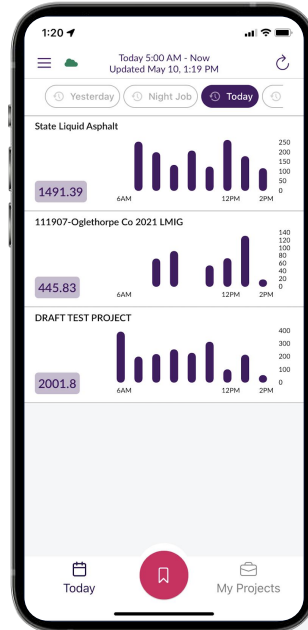 1:20
Today 5:00 AM - Now
Updated May 10, 1:19 PM
Yesterday
Night Job
Today
State Liquid Asphalt
250
200
150
100
50
0
1491.39
6AM
12PM
2PM
111907-Oglethorpe Co 2021 LMIG
140
120
100
80
60
40
20
0
445.83
6AM
12PM
2PM
DRAFT TEST PROJECT
400
300
200
100
0
2001.8
6AM
12PM
2PM
Today
My Projects